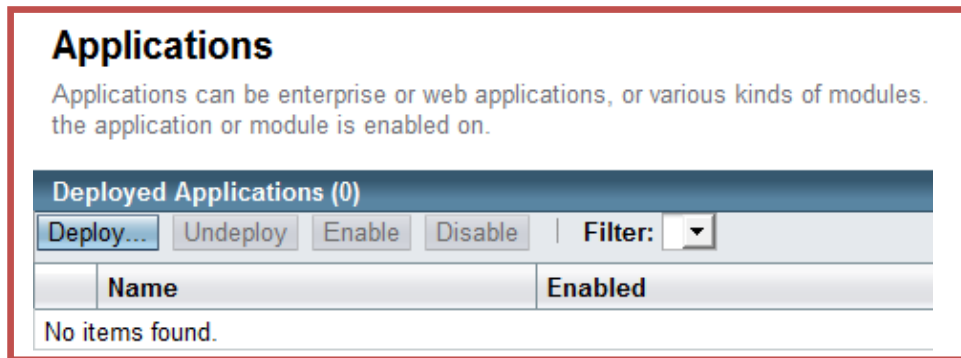 Applications
Applications can be enterprise or web applications, or various kinds of modules.
the application or module is enabled on.
Deployed Applications (0)
Deploy... Undeploy Enable Disable | Filter:
Name Enabled
No items found.